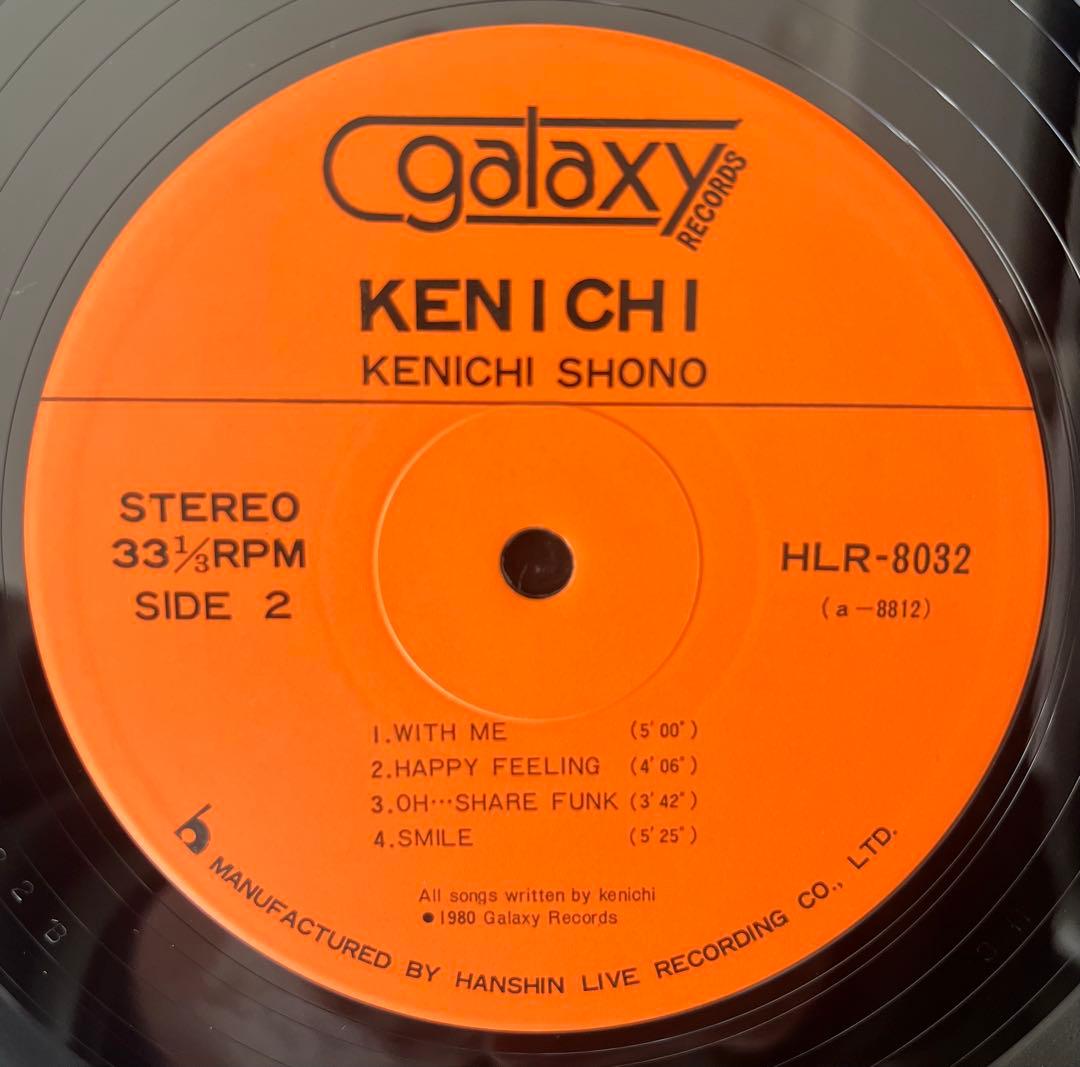 galaxy
RECORDS
KENICHI
KENICHI SHONO
STEREO
33⅓RPM
SIDE 2
HLR-8032
(a-8812)
1.WITH ME (5'00")
2.HAPPY FEELING (4'06")
3.OH…SHARE FUNK (3'42")
4.SMILE (5'25")
All songs written by kenichi
●1980 Galaxy Records
MANUFACTURED BY HANSHIN LIVE RECORDING CO., LTD.
2 B